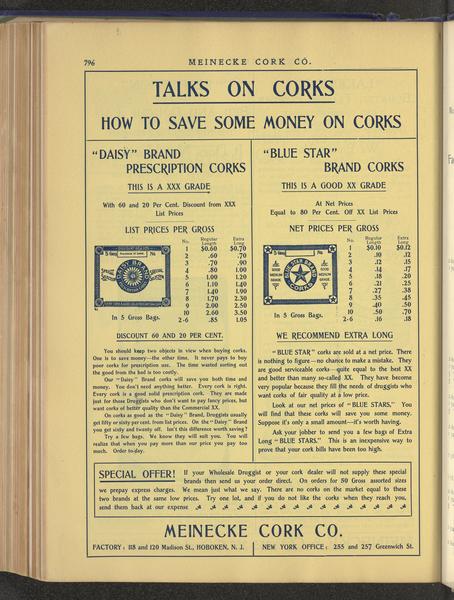 796
MEINECKE CORK CO.
TALKS ON CORKS
HOW TO SAVE SOME MONEY ON CORKS
"DAISY" BRAND
PRESCRIPTION CORKS
THIS IS A XXX GRADE
With 60 and 20 Per Cent. Discount from XXX
List Prices
LIST PRICES PER GROSS
No. Regular Length Extra Long
1 $0.60 $0.70
2 .60 .70
3 .70 .90
4 .80 1.00
5 1.00 1.20
6 1.10 1.40
7 1.40 1.90
8 1.70 2.30
9 2.00 2.50
10 2.60 3.50
2-6 .85 1.05
DAISY BRAND
In 5 Gross Bags.
DISCOUNT 60 AND 20 PER CENT.
You should keep two objects in view when buying corks.
One is to save money—the other time. It never pays to buy
poor corks for prescription use. The time wasted sorting out
the good from the bad is too costly.
Our "Daisy" Brand corks will save you both time and
money. You don't need anything better. Every cork is right.
Every cork is a good solid prescription cork. They are made
just for those Druggists who don't want to pay fancy prices, but
want corks of better quality than the Commercial XX.
On corks as good as the "Daisy" Brand, Druggists usually
get fifty or sixty per cent. from list prices. On the "Daisy" Brand
you get sixty and twenty off. Isn't this difference worth saving?
Try a few bags. We know they will suit you. You will
realize that when you pay more than our price you pay too
much. Order to-day.
"BLUE STAR"
BRAND CORKS
THIS IS A GOOD XX GRADE
At Net Prices
Equal to 80 Per Cent. Off XX List Prices
NET PRICES PER GROSS
No. Regular Length Extra Long
1 $0.10 $0.12
2 .10 .12
3 .12 .15
4 .14 .17
5 .18 .20
6 .21 .25
7 .27 .38
8 .35 .45
9 .40 .50
10 .50 .70
2-6 .16 .18
BLUE STAR BRAND
CORKS
In 5 Gross Bags.
WE RECOMMEND EXTRA LONG
"BLUE STAR" corks are sold at a net price. There
is nothing to figure—no chance to make a mistake. They
are good serviceable corks—quite equal to the best XX
and better than many so-called XX. They have become
very popular because they fill the needs of druggists who
want corks of fair quality at a low price.
Look at our net prices of "BLUE STARS." You
will find that these corks will save you some money.
Suppose it's only a small amount—it's worth having.
Ask your jobber to send you a few bags of Extra
Long "BLUE STARS." This is an inexpensive way to
prove that your cork bills have been too high.
SPECIAL OFFER! If your Wholesale Druggist or your cork dealer will not supply these special
brands then send us your order direct. On orders for 50 Gross assorted sizes
we prepay express charges. We mean just what we say. There are no corks on the market equal to these
two brands at the same low prices. Try one lot, and if you do not like the corks when they reach you,
send them back at our expense
MEINECKE CORK CO.
FACTORY: 118 and 120 Madison St., HOBOKEN, N. J. NEW YORK OFFICE: 255 and 257 Greenwich St.